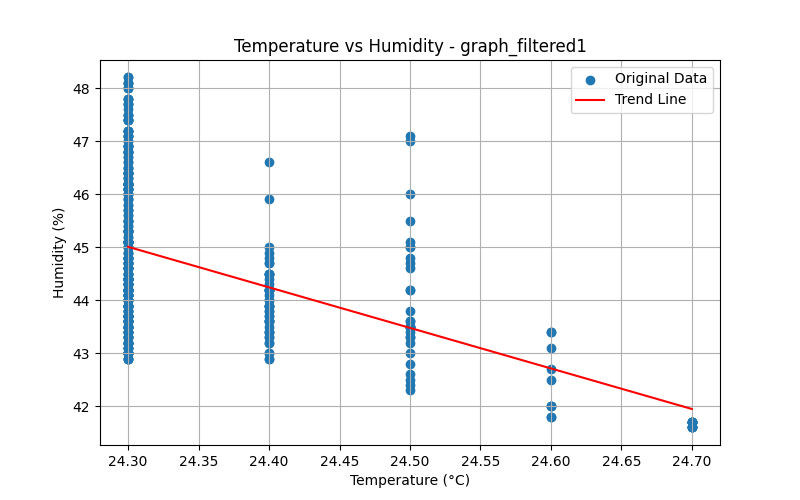 Temperature vs Humidity - graph_filtered1
Original Data
Trend Line
Humidity (%)
48
47
46
45
44
43
42
24.30 24.35 24.40 24.45 24.50 24.55 24.60 24.65 24.70
Temperature (°C)